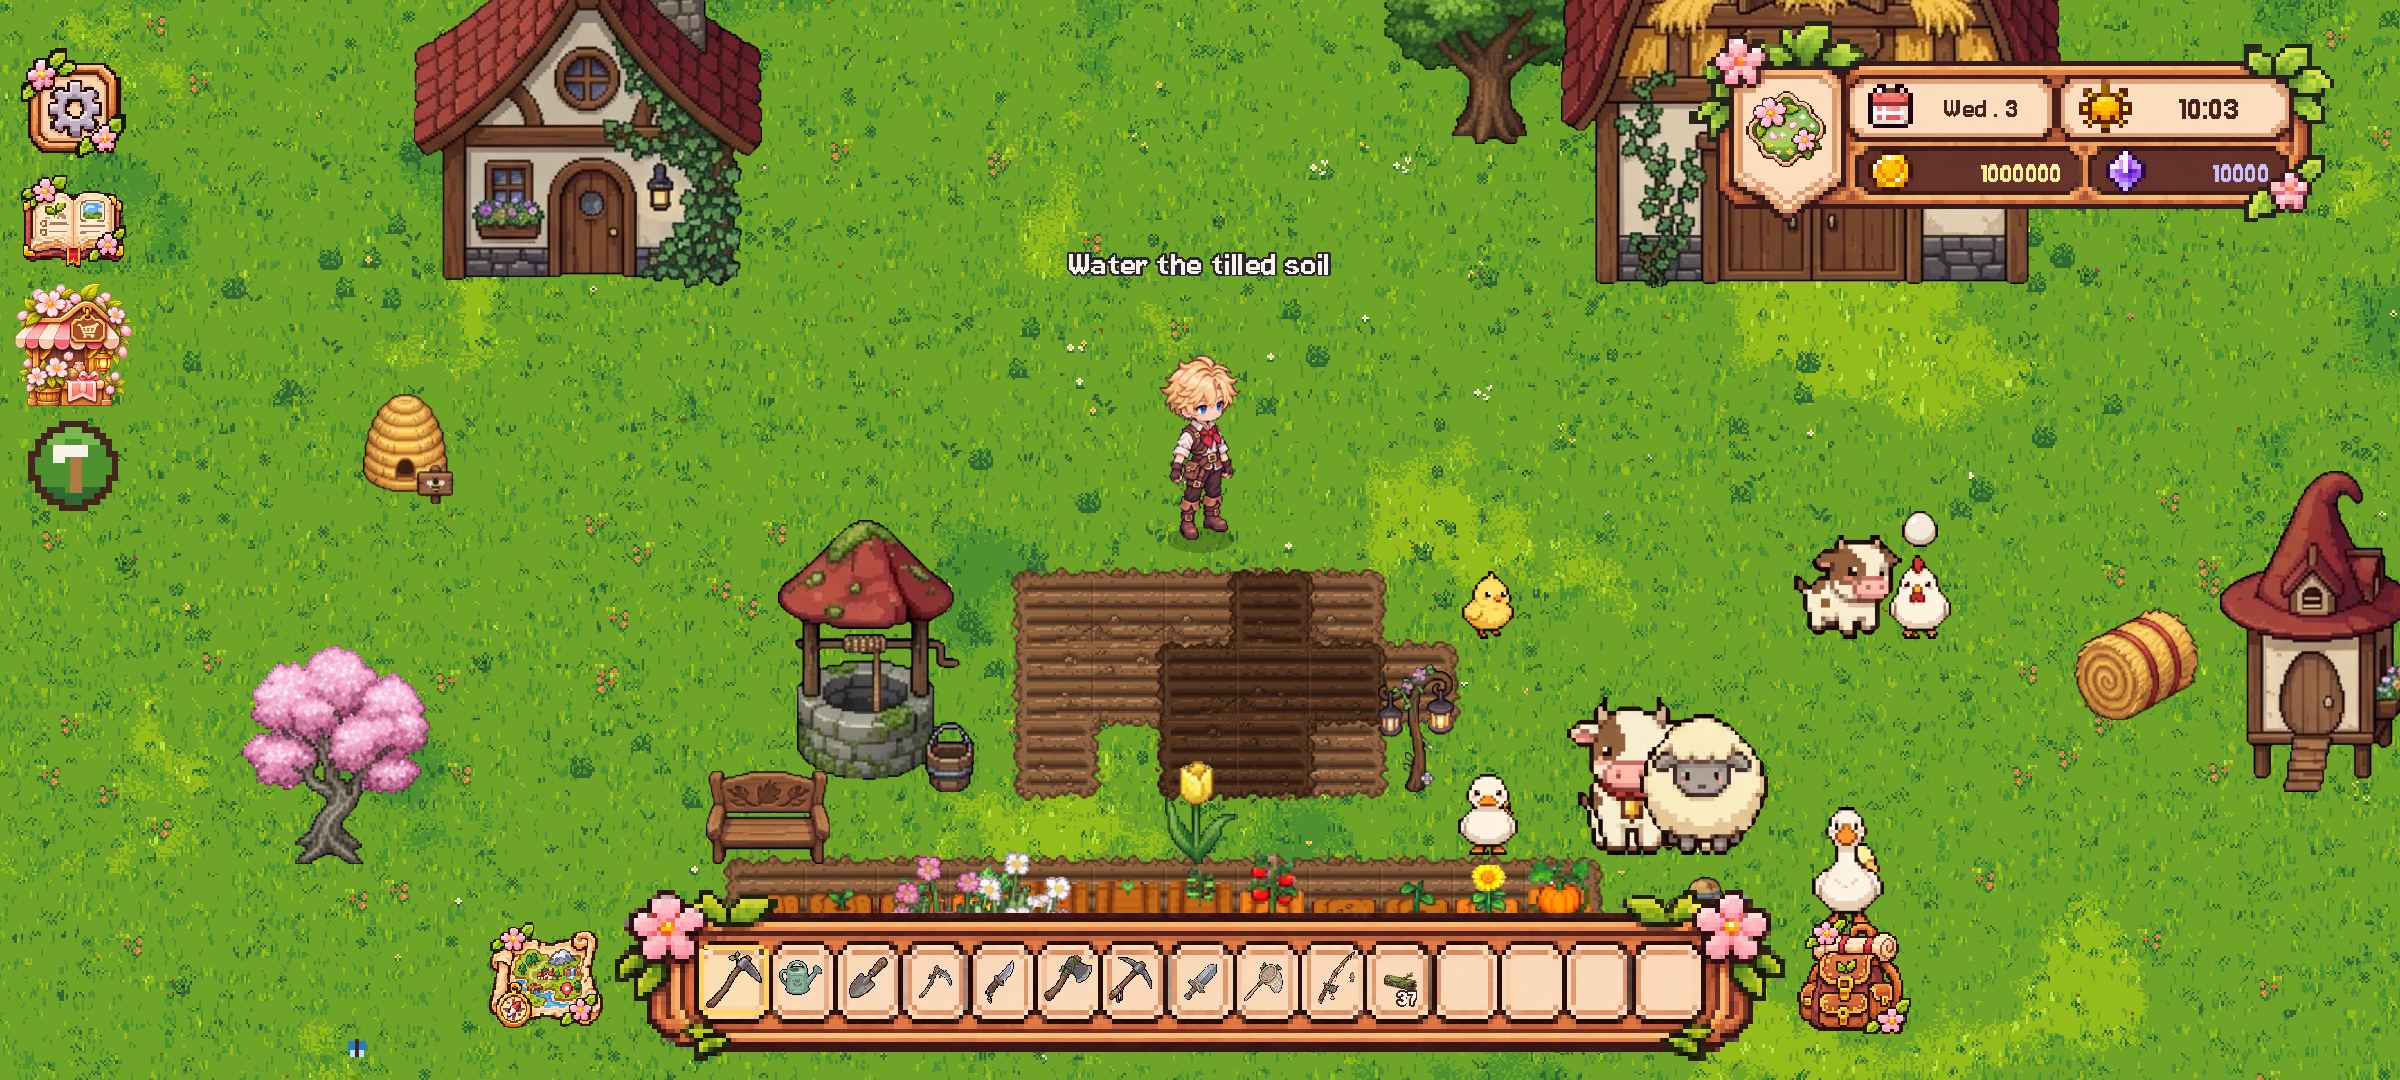 Wed . 3
10:03
1000000
10000
Water the tilled soil
37